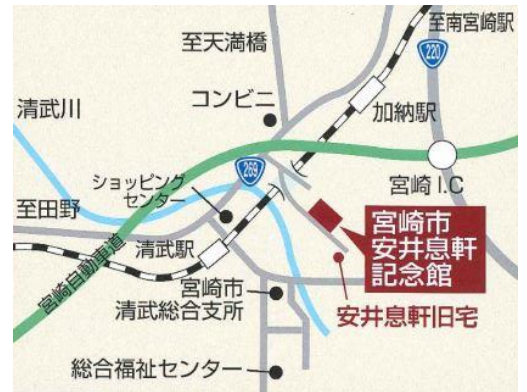 至南宮崎駅
至天満橋
220
コンビニ
加納駅
清武川
269
宮崎I.C
ショッピング
センター
至田野
宮崎市
安井息軒
記念館
清武駅
宮崎自動車道
宮崎市
清武総合支所
安井息軒旧宅
総合福祉センター